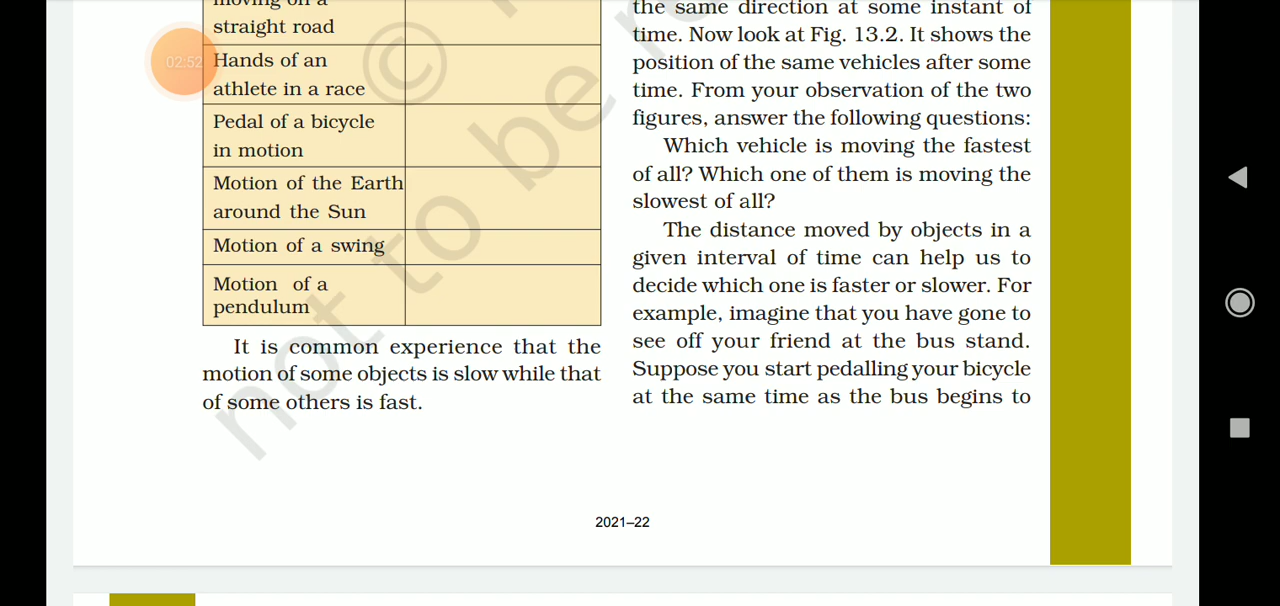 moving on a
straight road
02:52
Hands of an
athlete in a race
Pedal of a bicycle
in motion
Motion of the Earth
around the Sun
Motion of a swing
Motion of a
pendulum
It is common experience that the
motion of some objects is slow while that
of some others is fast.
the same direction at some instant of
time. Now look at Fig. 13.2. It shows the
position of the same vehicles after some
time. From your observation of the two
figures, answer the following questions:
Which vehicle is moving the fastest
of all? Which one of them is moving the
slowest of all?
The distance moved by objects in a
given interval of time can help us to
decide which one is faster or slower. For
example, imagine that you have gone to
see off your friend at the bus stand.
Suppose you start pedalling your bicycle
at the same time as the bus begins to
©
not to be
2021–22